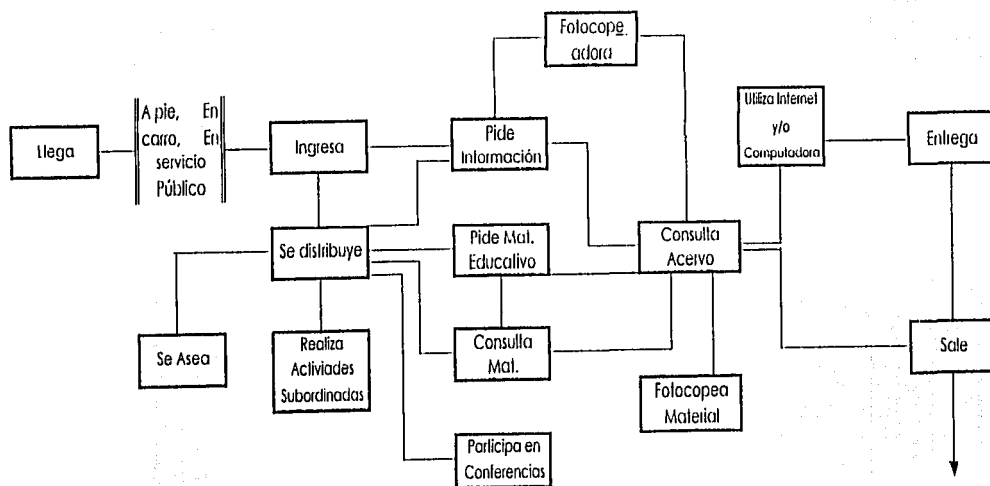 Fotocope
adora
Llega
A pie, En
carro, En
servicio
Público
Ingresa
Pide
Información
Utiliza Internet
y/o
Computadora
Entrega
Se distribuye
Pide Mat.
Educativo
Consulta
Acervo
Se Asea
Realiza
Activiades
Subordinadas
Consulta
Mat.
Fotocopea
Material
Sale
Participa en
Conferencias